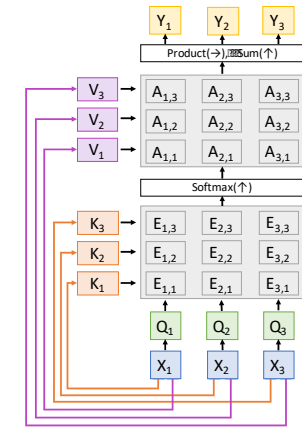 Y1 Y2 Y3
Product(→), Sum(↑)
V3 A1,3 A2,3 A3,3
V2 A1,2 A2,2 A3,2
V1 A1,1 A2,1 A3,1
Softmax(↑)
K3 E1,3 E2,3 E3,3
K2 E1,2 E2,2 E3,2
K1 E1,1 E2,1 E3,1
Q1 Q2 Q3
X1 X2 X3